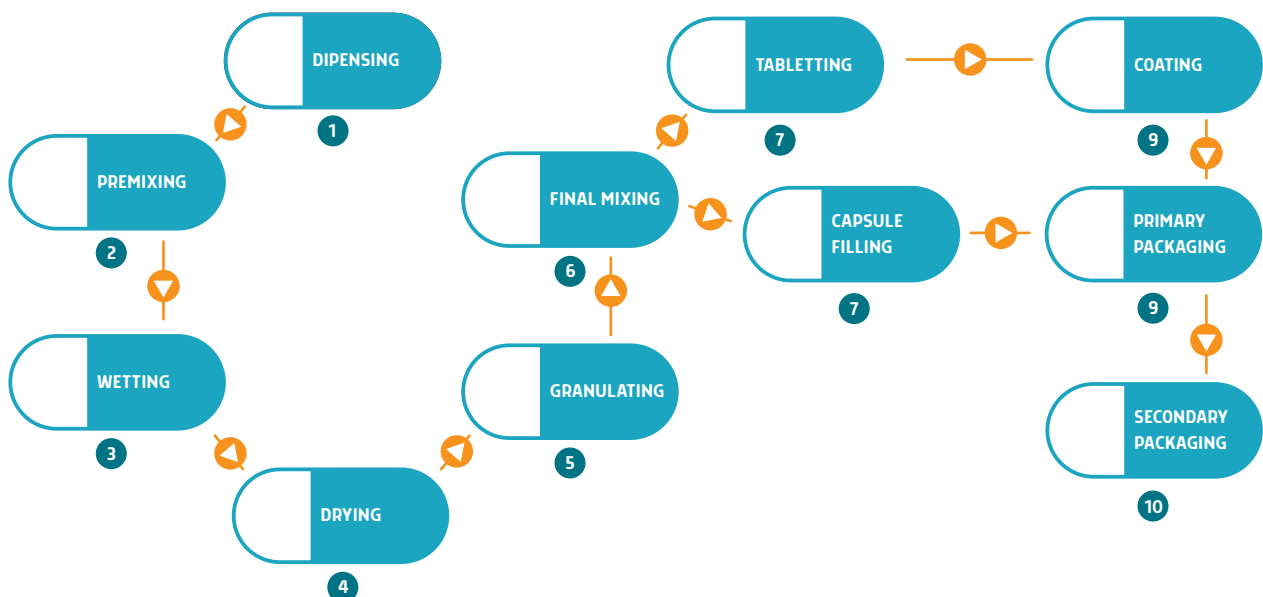 DIPENSING
1
PREMIXING
2
WETTING
3
DRYING
4
GRANULATING
5
FINAL MIXING
6
TABLETTING
7
CAPSULE
FILLING
7
COATING
9
PRIMARY
PACKAGING
9
SECONDARY
PACKAGING
10